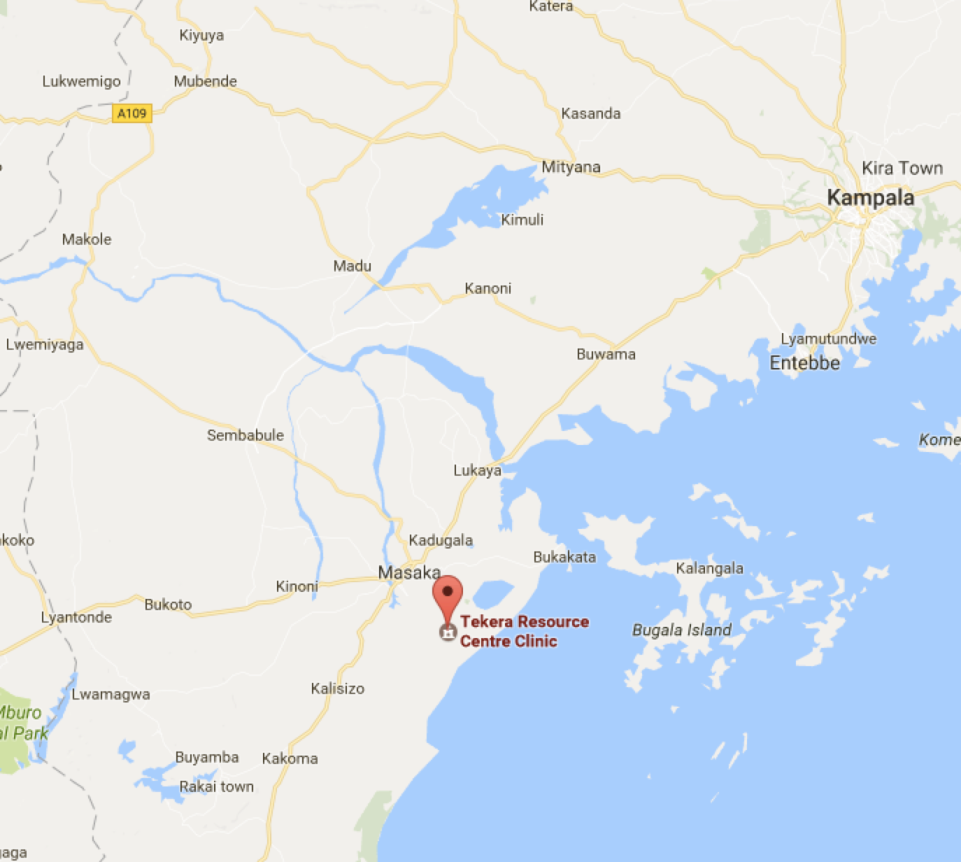 Katera
Kiyuya
Lukwemigo
Mubende
A109
Kasanda
Mityana
Kira Town
Kampala
Kimuli
Makole
Madu
Kanoni
Lwemiyaga
Buwama
Lyamutundwe
Entebbe
Sembabule
Kome
Lukaya
koko
Kadugala
Bukakata
Masaka
Kalangala
Kinoni
Bukoto
Lyantonde
Tekera Resource
Centre Clinic
Bugala Island
Kalisizo
Lwamagwa
Mburo
al Park
Buyamba
Kakoma
Rakai town
aga